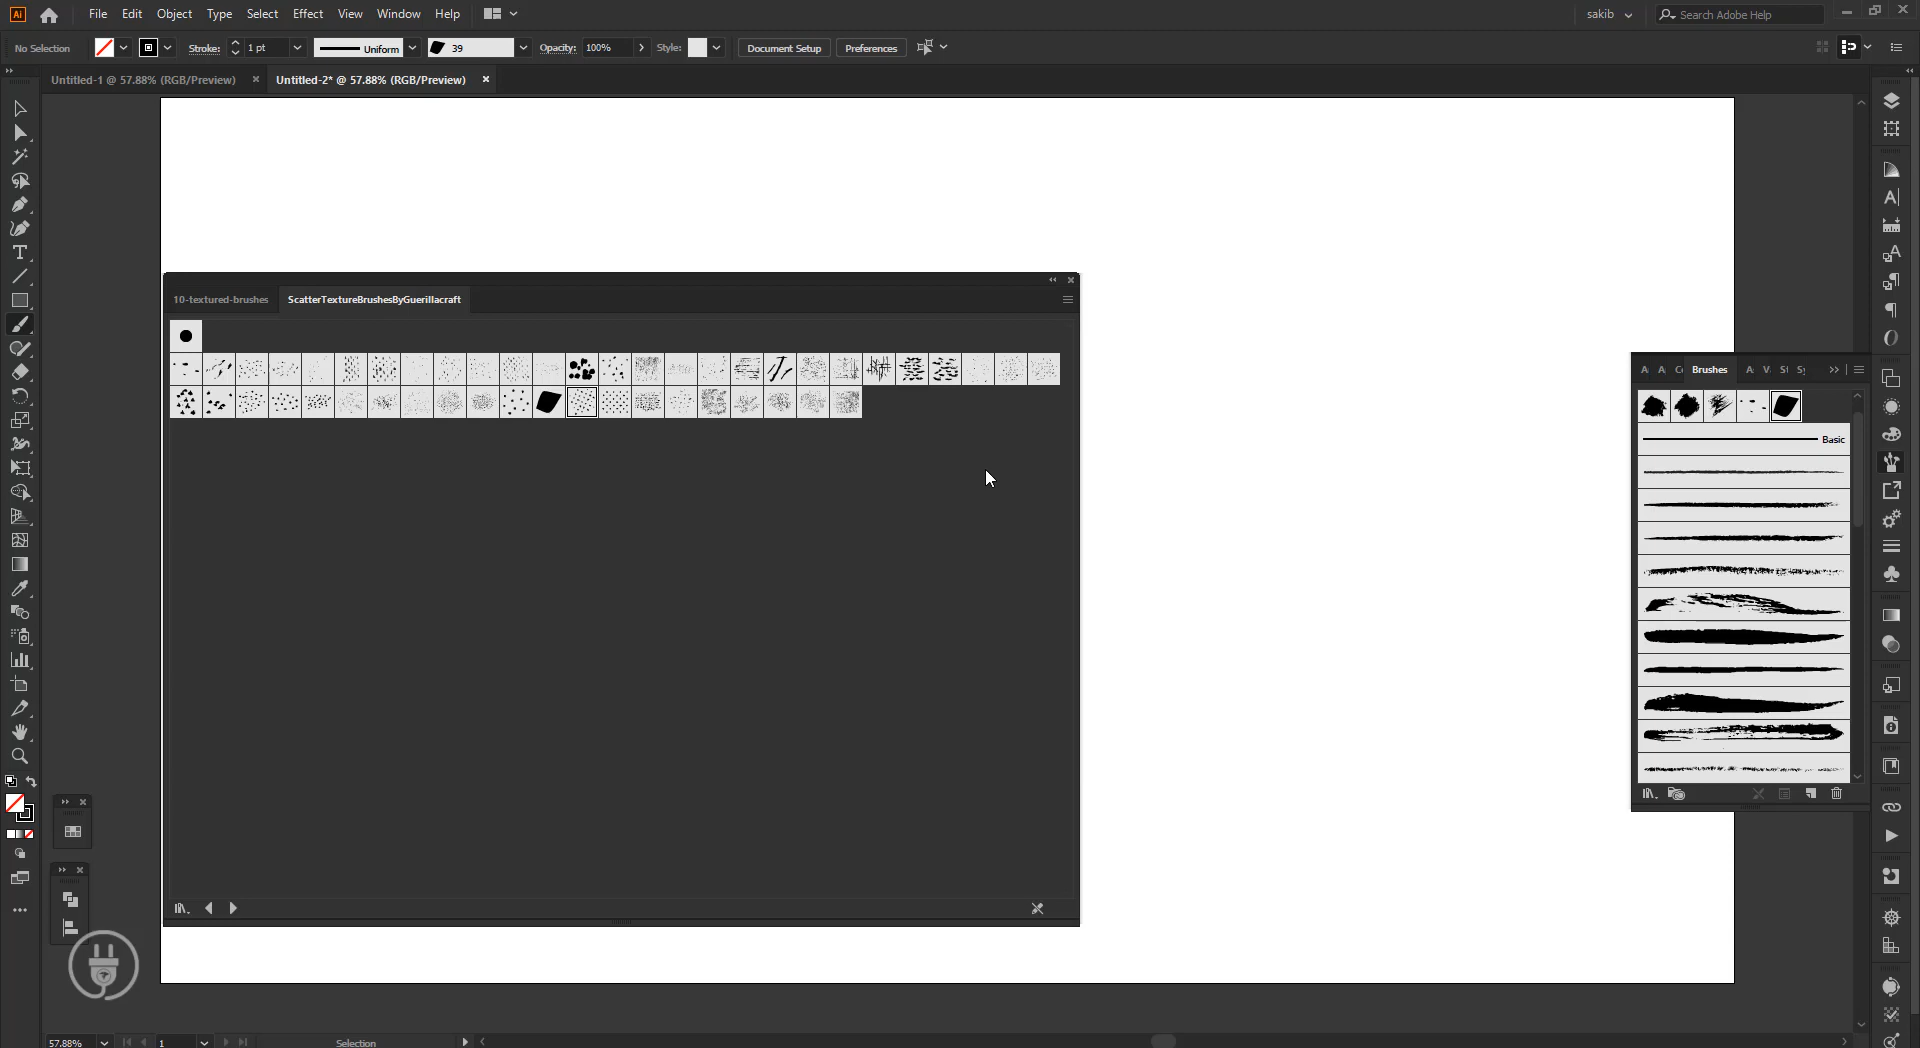 Ai File Edit Object Type Select Effect View Window Help sakib Search Adobe Help
No Selection Stroke: 1 pt Uniform 39 Opacity: 100% Style: Document Setup Preferences
Untitled-1 @ 57.88% (RGB/Preview) Untitled-2* @ 57.88% (RGB/Preview)
10-textured-brushes ScatterTextureBrushesByGuerillacraft
Brushes
Basic
57.88% 1 Selection